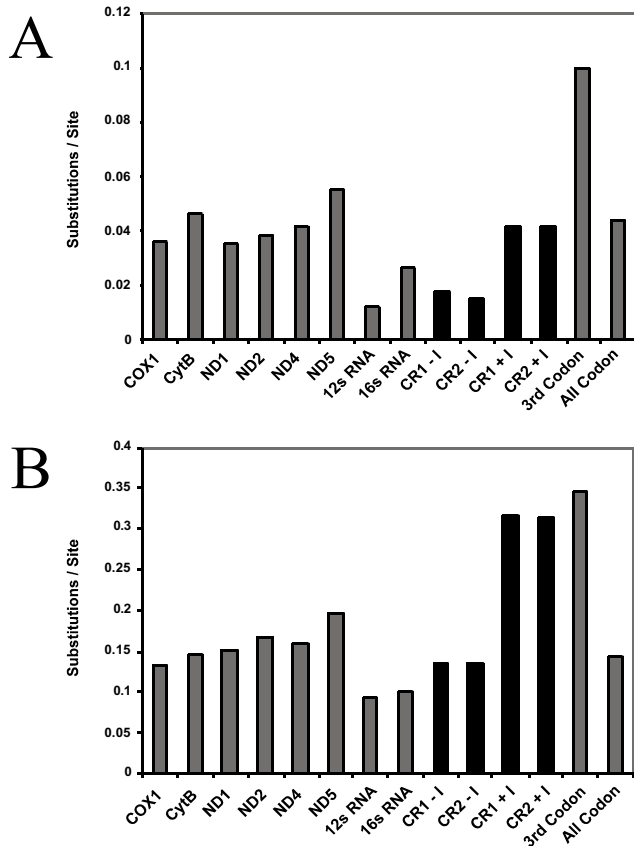 A
0.12
0.1
0.08
0.06
0.04
0.02
0
Substitutions / Site
COX1
CytB
ND1
ND2
ND4
ND5
12s RNA
16s RNA
CR1 - I
CR2 - I
CR1 + I
CR2 + I
3rd Codon
All Codon
B
0.4
0.35
0.3
0.25
0.2
0.15
0.1
0.05
0
Substitutions / Site
COX1
CytB
ND1
ND2
ND4
ND5
12s RNA
16s RNA
CR1 - I
CR2 - I
CR1 + I
CR2 + I
3rd Codon
All Codon